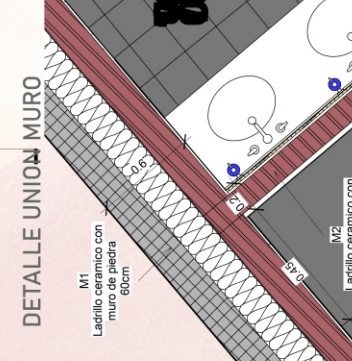 DETALLE UNION MURO
M1
Ladrillo ceramico con
muro de piedra
60cm
0.6
0.2
0.45
M2
Ladrillo ceramico con